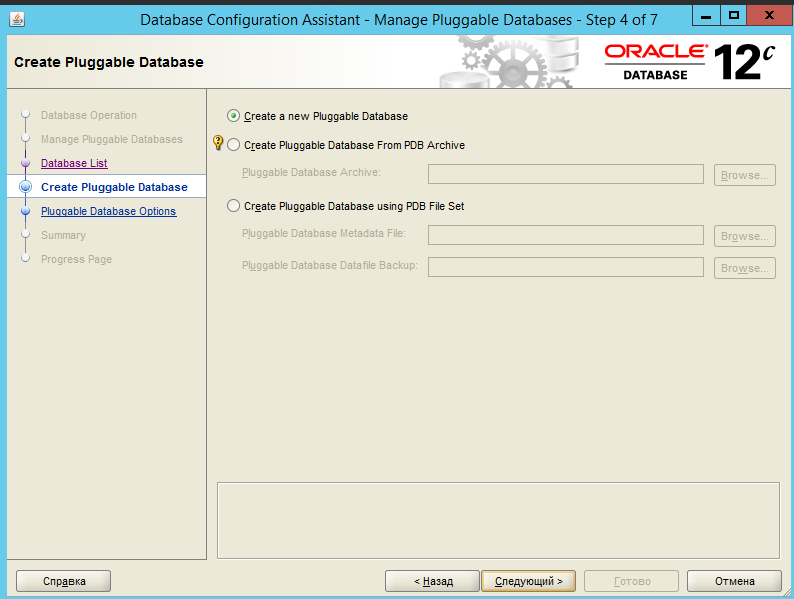 Database Configuration Assistant - Manage Pluggable Databases - Step 4 of 7
Create Pluggable Database
ORACLE
DATABASE
12c
Database Operation
Manage Pluggable Databases
Database List
Create Pluggable Database
Pluggable Database Options
Summary
Progress Page
Create a new Pluggable Database
Create Pluggable Database From PDB Archive
Pluggable Database Archive:
Browse...
Create Pluggable Database using PDB File Set
Pluggable Database Metadata File:
Browse...
Pluggable Database Datafile Backup:
Browse...
Справка
< Назад
Следующий >
Готово
Отмена